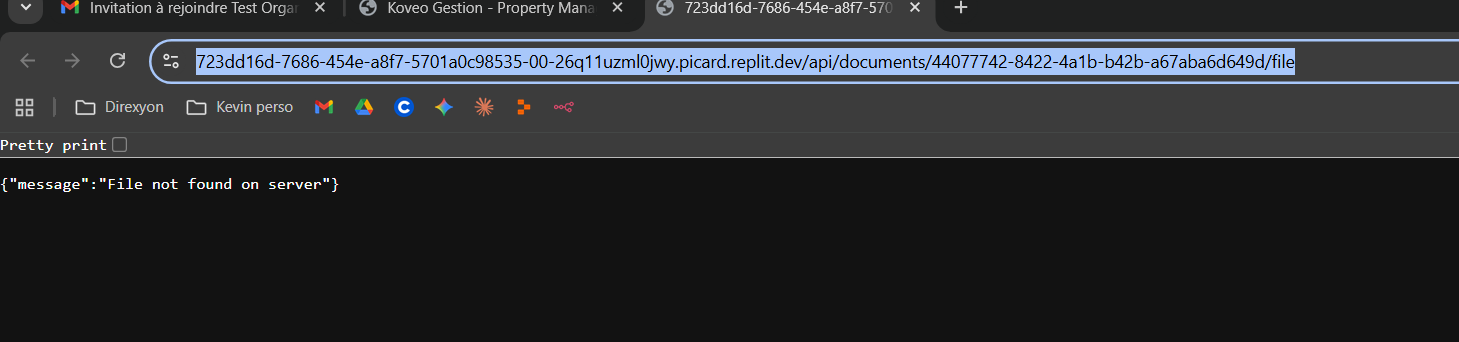 Invitation à rejoindre Test Organ
Koveo Gestion - Property Mana
723dd16d-7686-454e-a8f7-570
723dd16d-7686-454e-a8f7-5701a0c98535-00-26q11uzml0jwy.picard.replit.dev/api/documents/44077742-8422-4a1b-b42b-a67aba6d649d/file
Direxyon
Kevin perso
Pretty print
{"message":"File not found on server"}